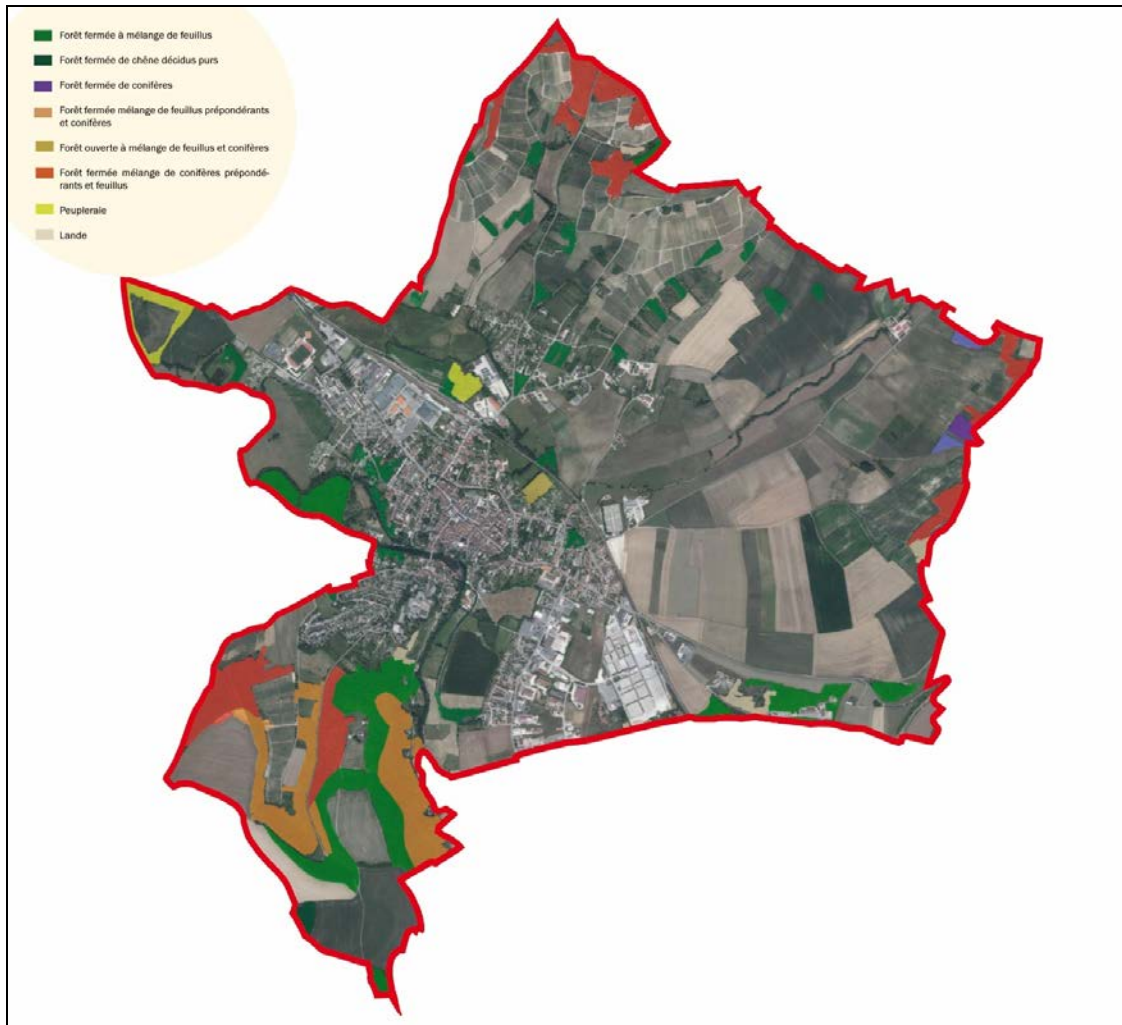 Forêt fermée à mélange de feuillus
Forêt fermée de chêne décidus purs
Forêt fermée de conifères
Forêt fermée mélange de feuillus prépondérants
et conifères
Forêt ouverte à mélange de feuillus et conifères
Forêt fermée mélange de conifères prépondé-
rants et feuillus
Peupleraie
Lande